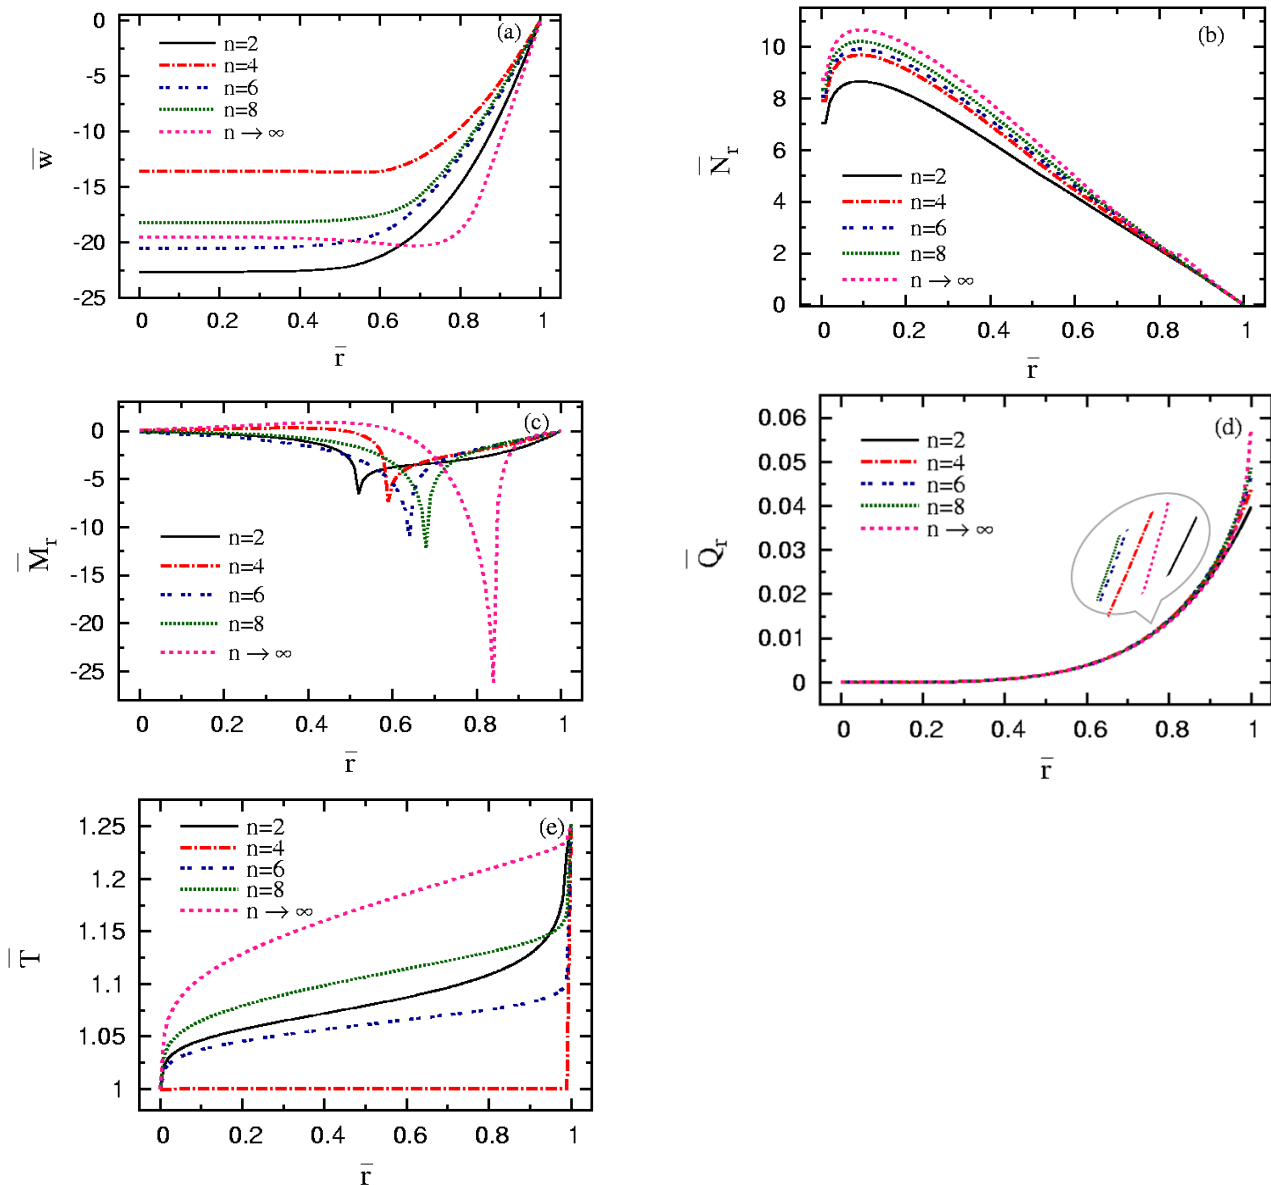 (a)
n=2
n=4
n=6
n=8
n → ∞
0
-5
-10
-15
-20
-25
w̅
0 0.2 0.4 0.6 0.8 1
r̅
(b)
10
8
6
4
2
0
N̅r
n=2
n=4
n=6
n=8
n → ∞
0 0.2 0.4 0.6 0.8 1
r̅
(c)
0
-5
-10
-15
-20
-25
M̅r
n=2
n=4
n=6
n=8
n → ∞
0 0.2 0.4 0.6 0.8 1
r̅
(d)
0.06
0.05
0.04
0.03
0.02
0.01
0
Q̅r
n=2
n=4
n=6
n=8
n → ∞
0 0.2 0.4 0.6 0.8 1
r̅
(e)
1.25
1.2
1.15
1.1
1.05
1
T̅
n=2
n=4
n=6
n=8
n → ∞
0 0.2 0.4 0.6 0.8 1
r̅